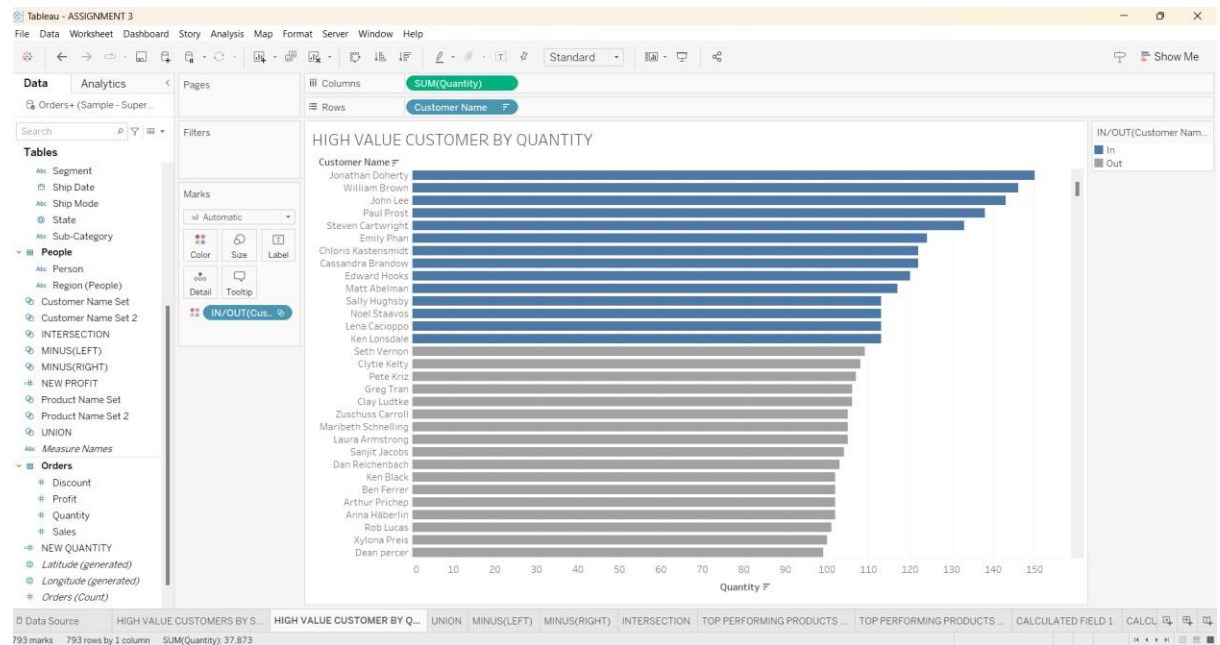 Tableau - ASSIGNMENT 3
File Data Worksheet Dashboard Story Analysis Map Format Server Window Help
Standard
Show Me
Data Analytics
Orders+ (Sample - Super...
Search
Tables
Abc Segment
Ship Date
Abc Ship Mode
State
Abc Sub-Category
People
Abc Person
Abc Region (People)
Customer Name Set
Customer Name Set 2
INTERSECTION
MINUS(LEFT)
MINUS(RIGHT)
=# NEW PROFIT
Product Name Set
Product Name Set 2
UNION
Abc Measure Names
Orders
# Discount
# Profit
# Quantity
# Sales
=# NEW QUANTITY
Latitude (generated)
Longitude (generated)
# Orders (Count)
Pages
Filters
Marks
Automatic
Color Size Label
Detail Tooltip
IN/OUT(Cus..
Columns SUM(Quantity)
Rows Customer Name
HIGH VALUE CUSTOMER BY QUANTITY
Customer Name
Jonathan Doherty
William Brown
John Lee
Paul Prost
Steven Cartwright
Emily Phan
Chloris Kastensmidt
Cassandra Brandow
Edward Hooks
Matt Abelman
Sally Hughsby
Noel Staavos
Lena Cacioppo
Ken Lonsdale
Seth Vernon
Clytie Kelty
Pete Kriz
Greg Tran
Clay Ludtke
Zuschuss Carroll
Maribeth Schnelling
Laura Armstrong
Sanjit Jacobs
Dan Reichenbach
Ken Black
Ben Ferrer
Arthur Prichep
Anna Häberlin
Rob Lucas
Xylona Preis
Dean percer
0 10 20 30 40 50 60 70 80 90 100 110 120 130 140 150
Quantity
IN/OUT(Customer Nam...
In
Out
Data Source HIGH VALUE CUSTOMERS BY S... HIGH VALUE CUSTOMER BY Q... UNION MINUS(LEFT) MINUS(RIGHT) INTERSECTION TOP PERFORMING PRODUCTS ... TOP PERFORMING PRODUCTS ... CALCULATED FIELD 1 CALCU
793 marks 793 rows by 1 column SUM(Quantity): 37.873